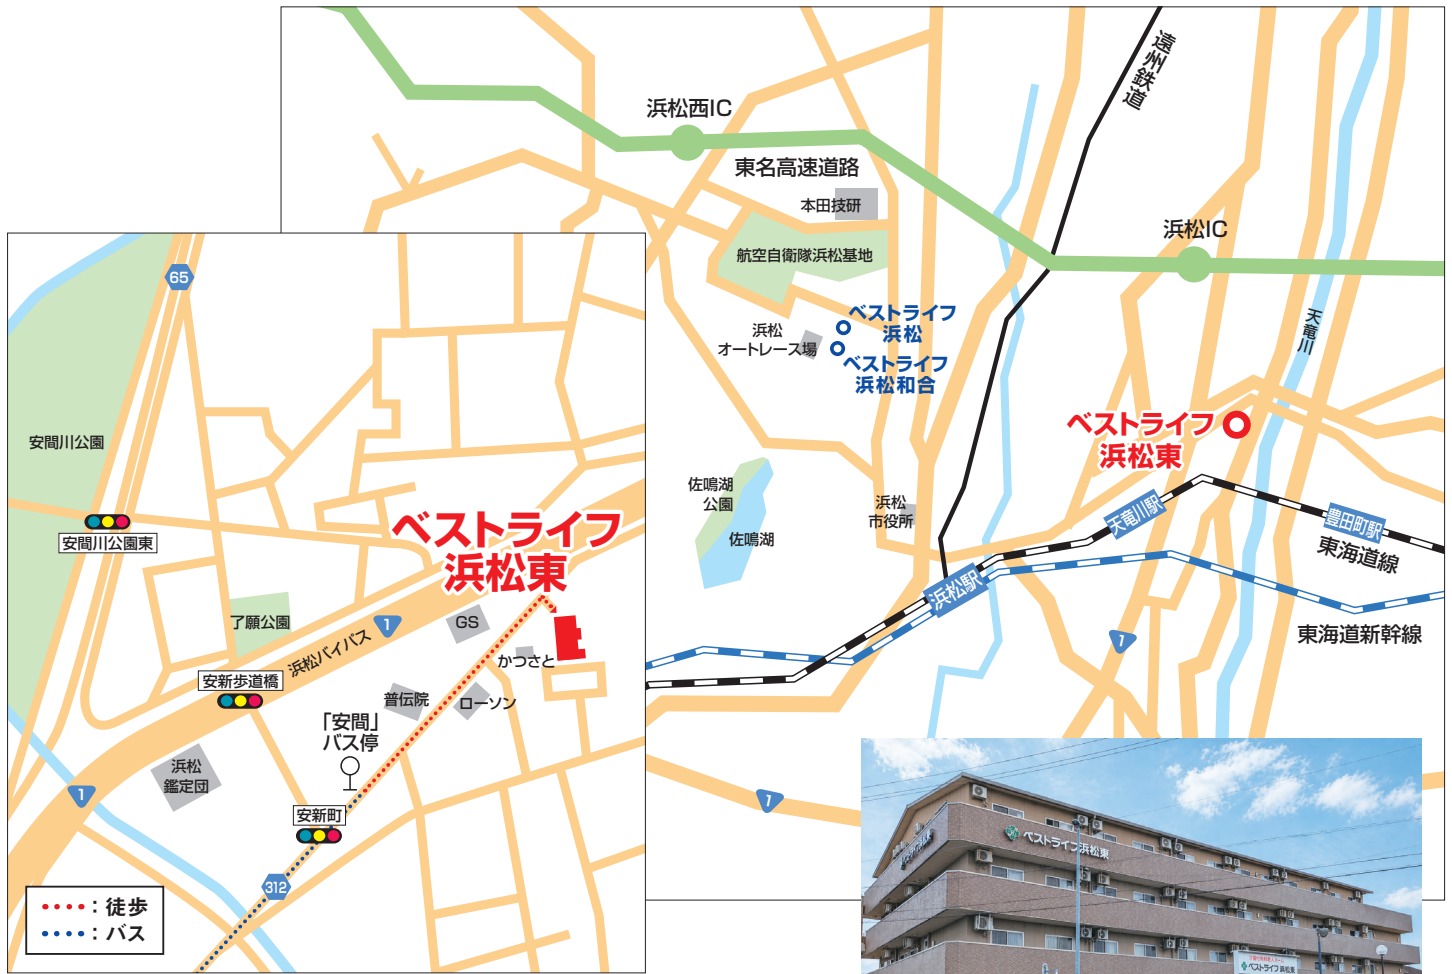 浜松西IC
東名高速道路
本田技研
航空自衛隊浜松基地
ベストライフ
浜松
浜松
オートレース場
ベストライフ
浜松和合
遠州鉄道
浜松IC
天竜川
ベストライフ
浜松東
佐鳴湖
公園
佐鳴湖
浜松
市役所
浜松駅
天竜川駅
豊田町駅
東海道線
東海道新幹線
1
1
65
安間川公園
安間川公園東
了願公園
浜松バイパス
1
安新歩道橋
ベストライフ
浜松東
GS
かつさと
普伝院
ローソン
「安間」
バス停
浜松
鑑定団
1
安新町
312
：徒歩
：バス
ベストライフ浜松東
ベストライフ浜松東